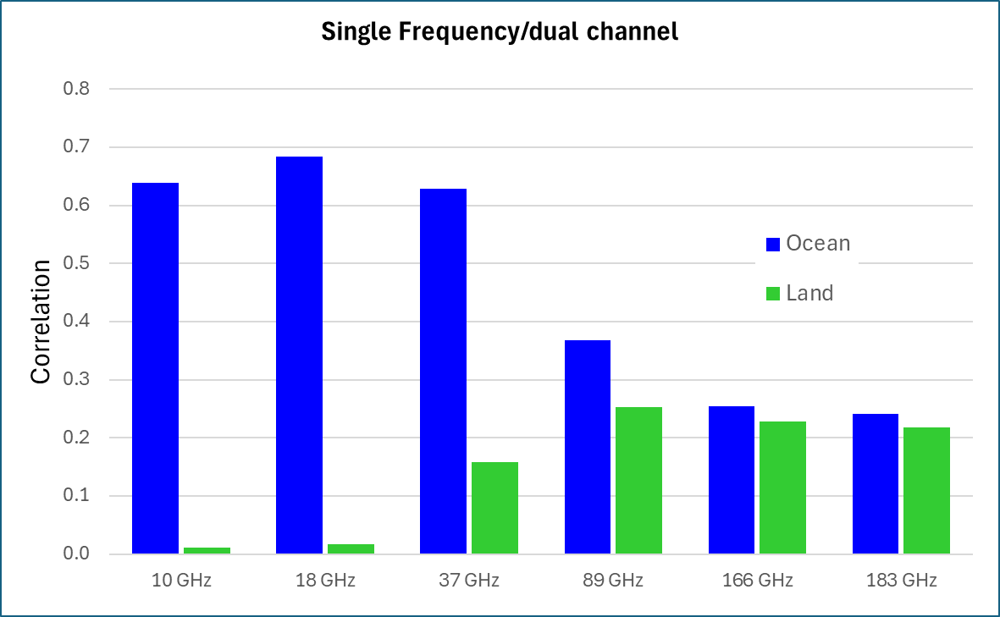 Single Frequency/dual channel
0.8
0.7
0.6
0.5
0.4
0.3
0.2
0.1
0.0
Correlation
Ocean
Land
10 GHz
18 GHz
37 GHz
89 GHz
166 GHz
183 GHz